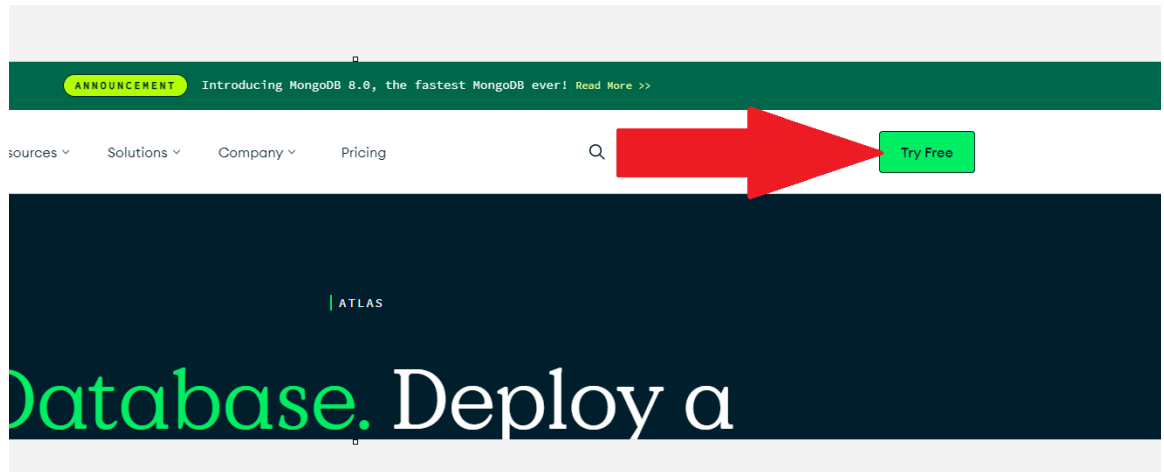 ANNOUNCEMENT Introducing MongoDB 8.0, the fastest MongoDB ever! Read More >>
sources Solutions Company Pricing Try Free
ATLAS
Database. Deploy a